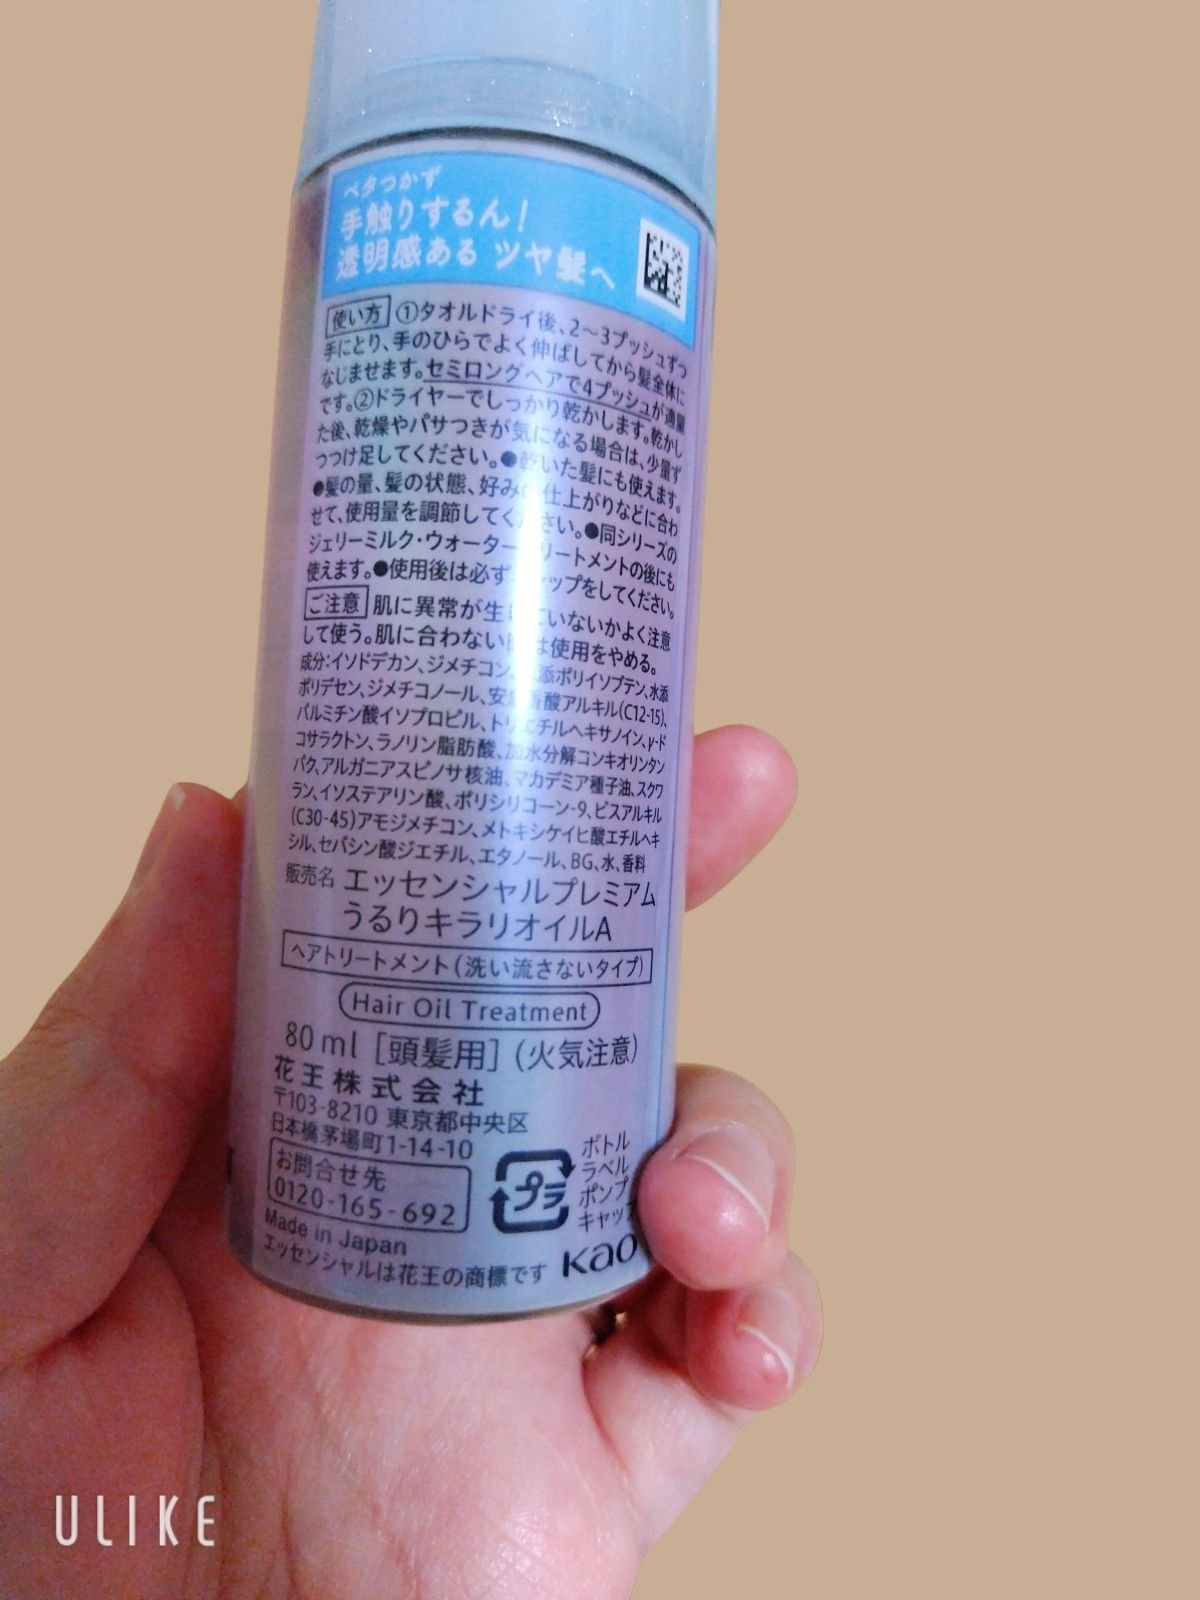 ベタつかず
手触りするん!
透明感ある ツヤ髪へ
使い方 ①タオルドライ後、2〜3プッシュずつ
手にとり、手のひらでよく伸ばしてから髪全体に
なじませます。セミロングヘアで4プッシュが適量
です。②ドライヤーでしっかり乾かします。乾かし
た後、乾燥やパサつきが気になる場合は、少量ず
つつけ足してください。●乾いた髪にも使えます。
●髪の量、髪の状態、好みの仕上がりなどに合わ
せて、使用量を調節してください。●同シリーズの
ジェリーミルク・ウォータートリートメントの後にも
使えます。●使用後は必ずキャップをしてください。
ご注意 肌に異常が生じていないかよく注意
して使う。肌に合わない時は使用をやめる。
成分:イソドデカン、ジメチコン、水添ポリイソブテン、水添
ポリデセン、ジメチコノール、安息香酸アルキル(C12-15)、
パルミチン酸イソプロピル、トリエチルヘキサノイン、γ-ド
コサラクトン、ラノリン脂肪酸、加水分解コンキオリンタン
パク、アルガニアスピノサ核油、マカデミア種子油、スクワ
ラン、イソステアリン酸、ポリシリコーン-9、ビスアルキル
(C30-45)アモジメチコン、メトキシケイヒ酸エチルヘキ
シル、セバシン酸ジエチル、エタノール、BG、水、香料
販売名 エッセンシャルプレミアム
うるりキラリオイルA
ヘアトリートメント(洗い流さないタイプ)
Hair Oil Treatment
80ml [頭髪用] (火気注意)
花王株式会社
〒103-8210 東京都中央区
日本橋茅場町1-14-10
お問合せ先
0120-165-692
プラ
ボトル
ラベル
ポンプ
キャップ
Made in Japan
エッセンシャルは花王の商標です
Kao
ULIKE